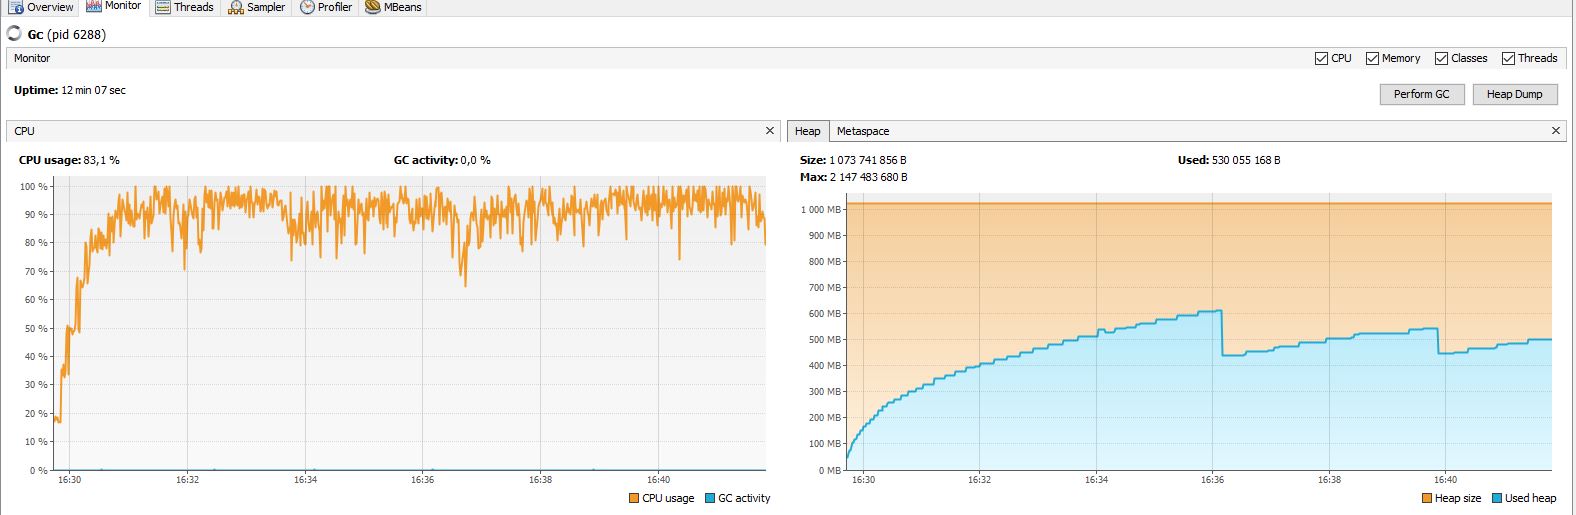 Overview Monitor Threads Sampler Profiler MBeans
Gc (pid 6288)
Monitor CPU Memory Classes Threads
Uptime: 12 min 07 sec
Perform GC Heap Dump
CPU
CPU usage: 83,1 % GC activity: 0,0 %
100 %
90 %
80 %
70 %
60 %
50 %
40 %
30 %
20 %
10 %
0 %
16:30 16:32 16:34 16:36 16:38 16:40
CPU usage GC activity
Heap Metaspace
Size: 1 073 741 856 B Used: 530 055 168 B
Max: 2 147 483 680 B
1 000 MB
900 MB
800 MB
700 MB
600 MB
500 MB
400 MB
300 MB
200 MB
100 MB
0 MB
16:30 16:32 16:34 16:36 16:38 16:40
Heap size Used heap